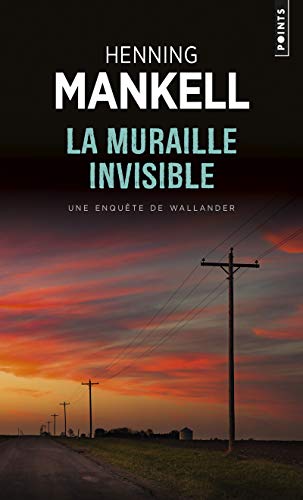 POINTS
HENNING
MANKELL
LA MURAILLE
INVISIBLE
UNE ENQUÊTE DE WALLANDER